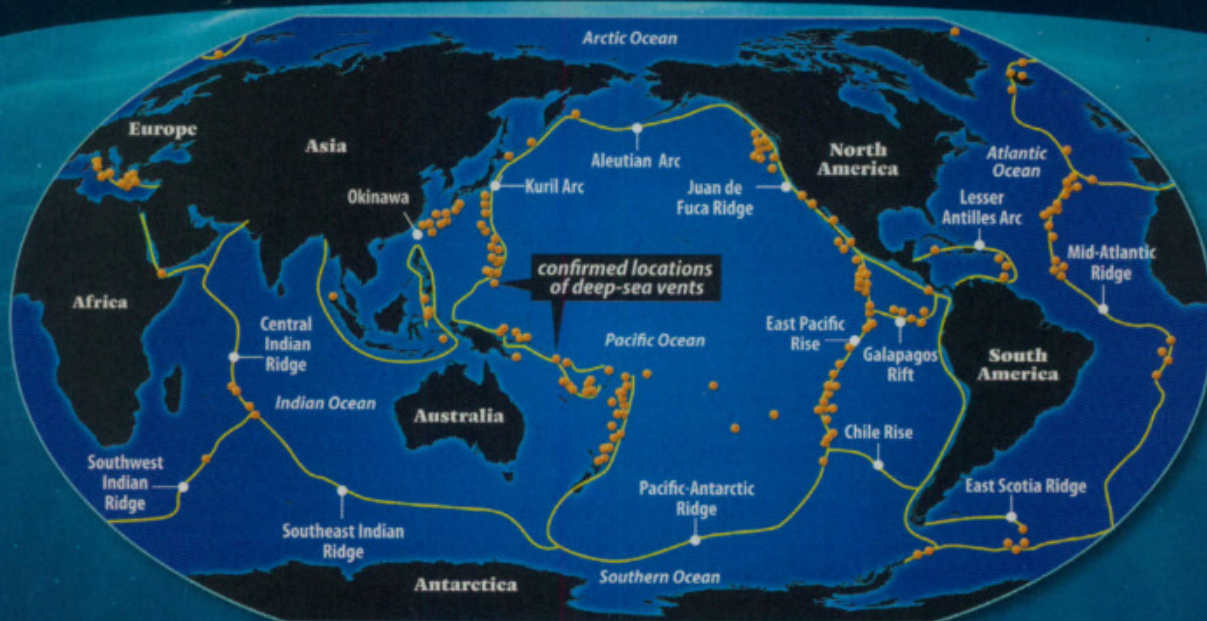 Arctic Ocean
Europe
Asia
Aleutian Arc
North
America
Atlantic
Ocean
Okinawa
Kuril Arc
Juan de
Fuca Ridge
Lesser
Antilles Arc
Mid-Atlantic
Ridge
confirmed locations
of deep-sea vents
Africa
Central
Indian
Ridge
Pacific Ocean
East Pacific
Rise
Galapagos
Rift
South
America
Indian Ocean
Australia
Chile Rise
Southwest
Indian
Ridge
Southeast Indian
Ridge
Pacific-Antarctic
Ridge
East Scotia Ridge
Antarctica
Southern Ocean